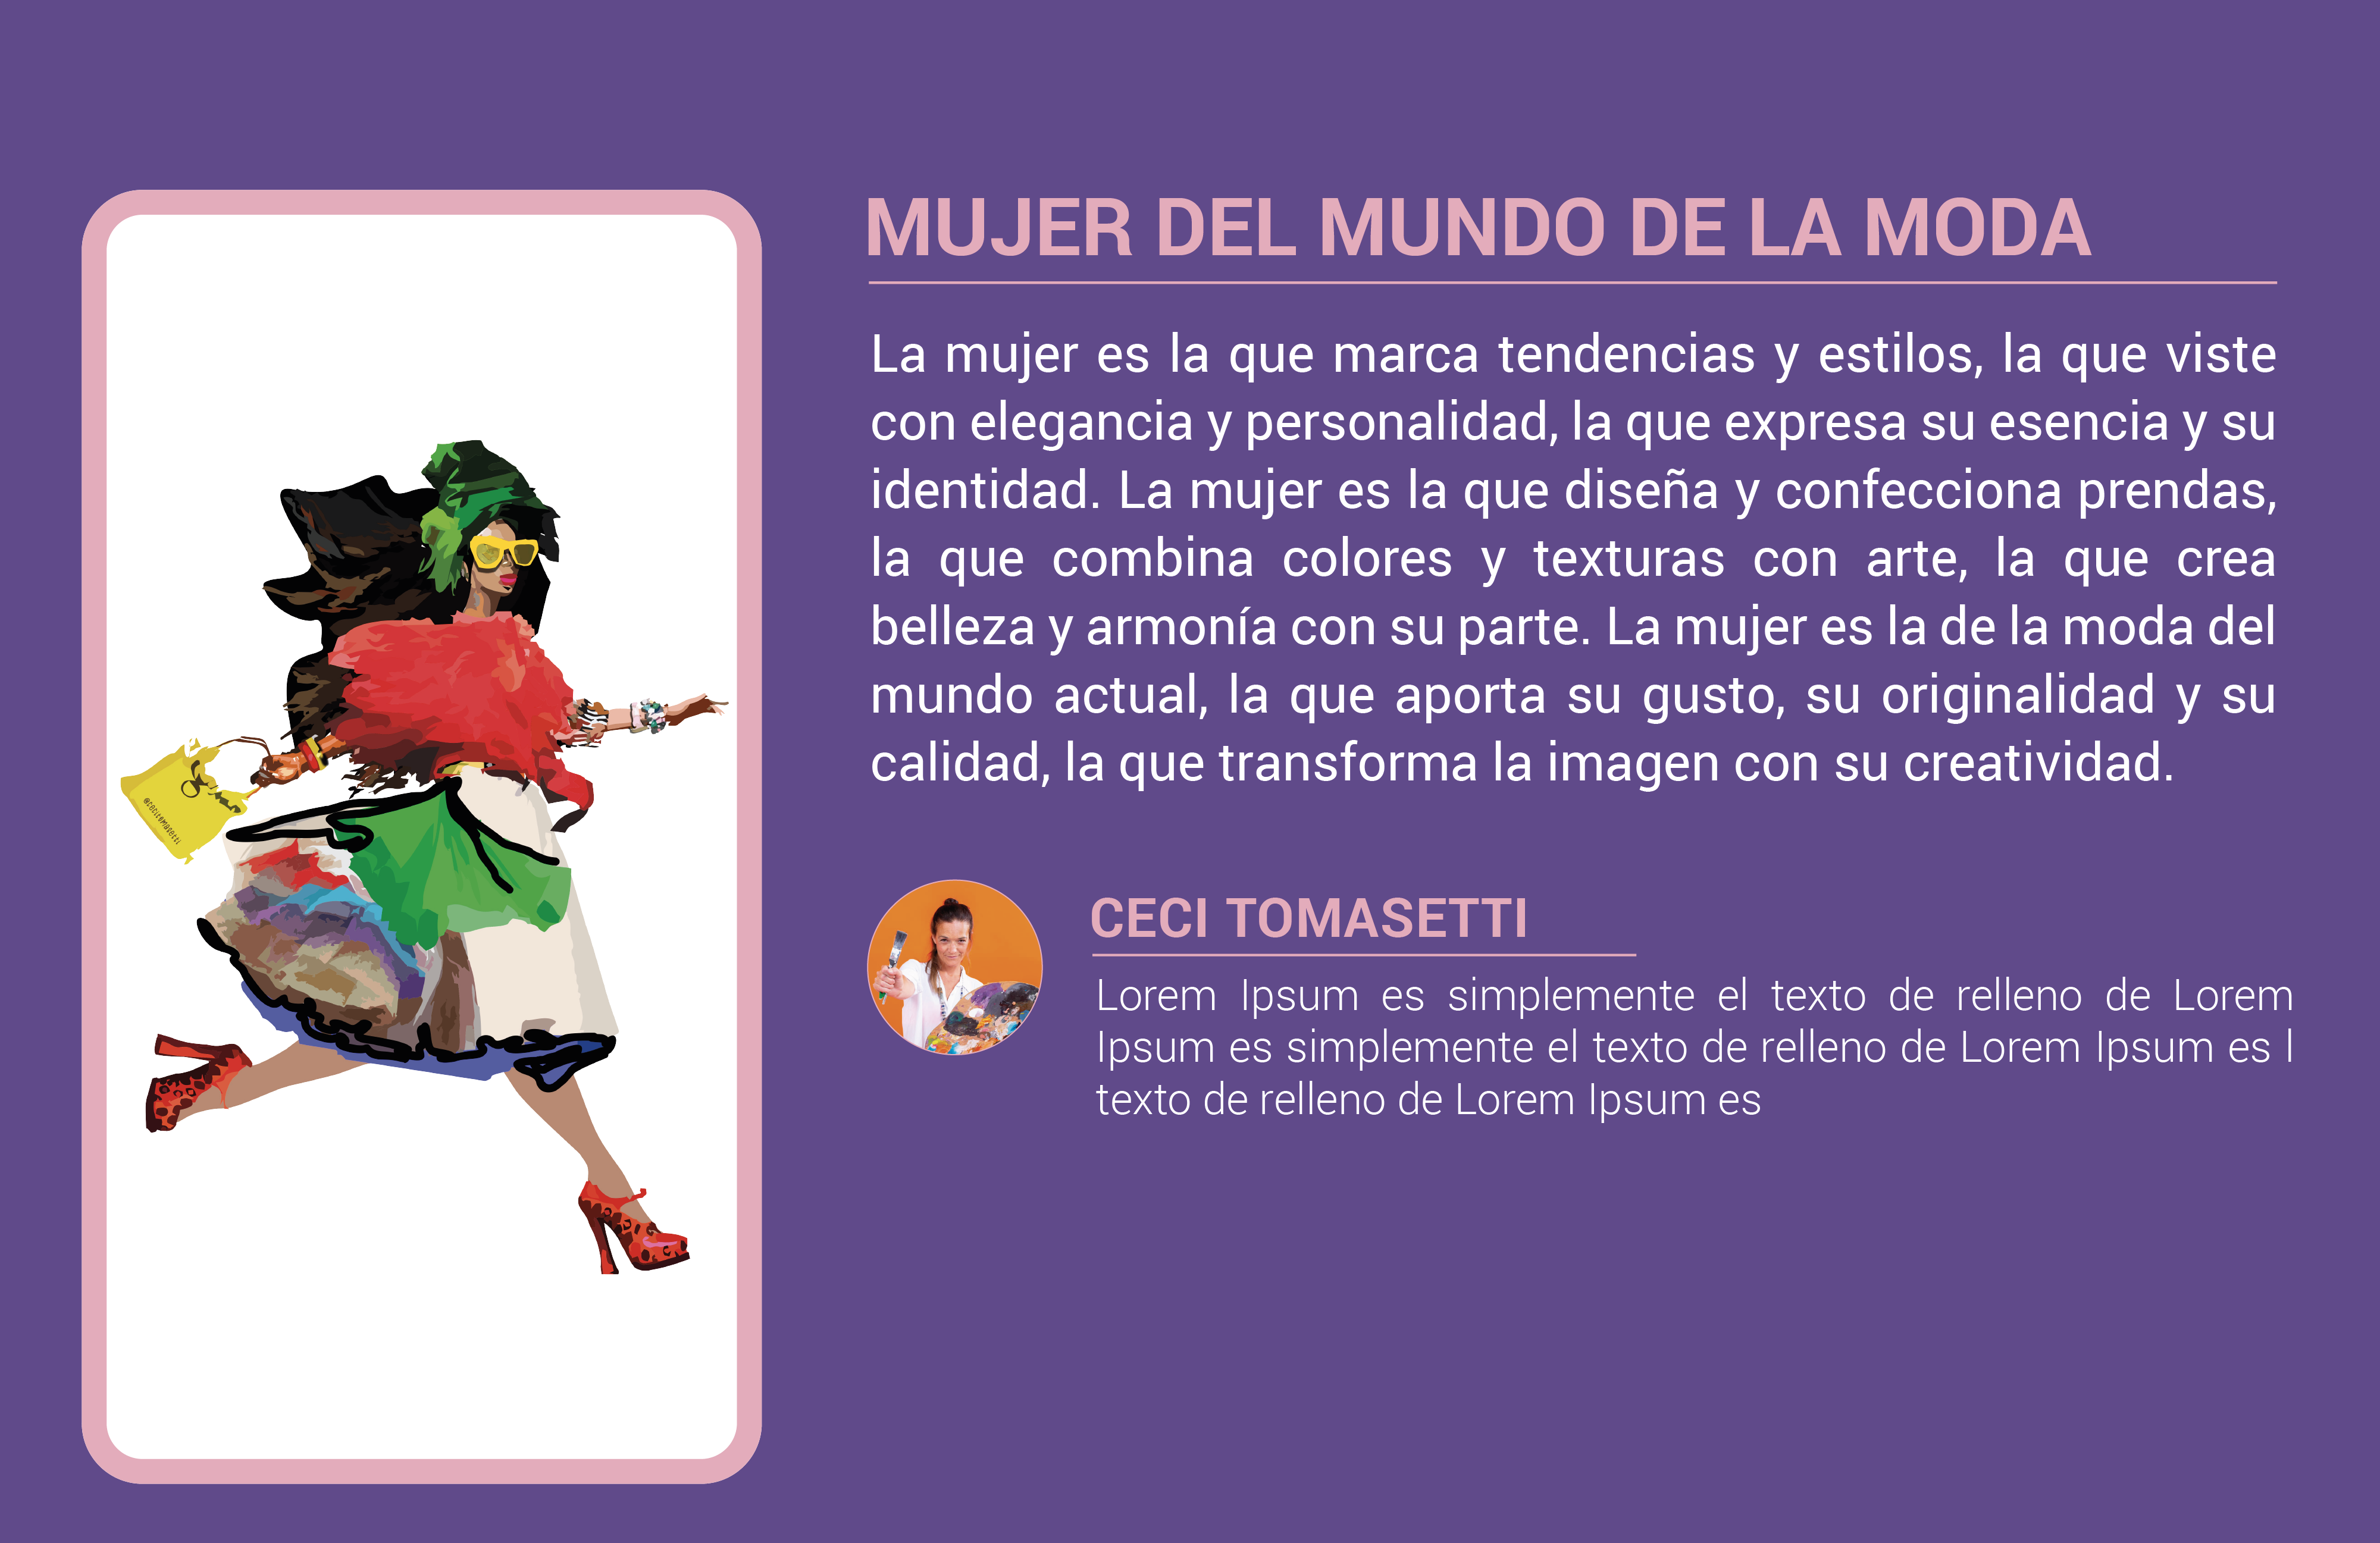 MUJER DEL MUNDO DE LA MODA
La mujer es la que marca tendencias y estilos, la que viste
con elegancia y personalidad, la que expresa su esencia y su
identidad. La mujer es la que diseña y confecciona prendas,
la que combina colores y texturas con arte, la que crea
belleza y armonía con su parte. La mujer es la de la moda del
mundo actual, la que aporta su gusto, su originalidad y su
calidad, la que transforma la imagen con su creatividad.
@cecitomasetti
CECI TOMASETTI
Lorem Ipsum es simplemente el texto de relleno de Lorem
Ipsum es simplemente el texto de relleno de Lorem Ipsum es l
texto de relleno de Lorem Ipsum es